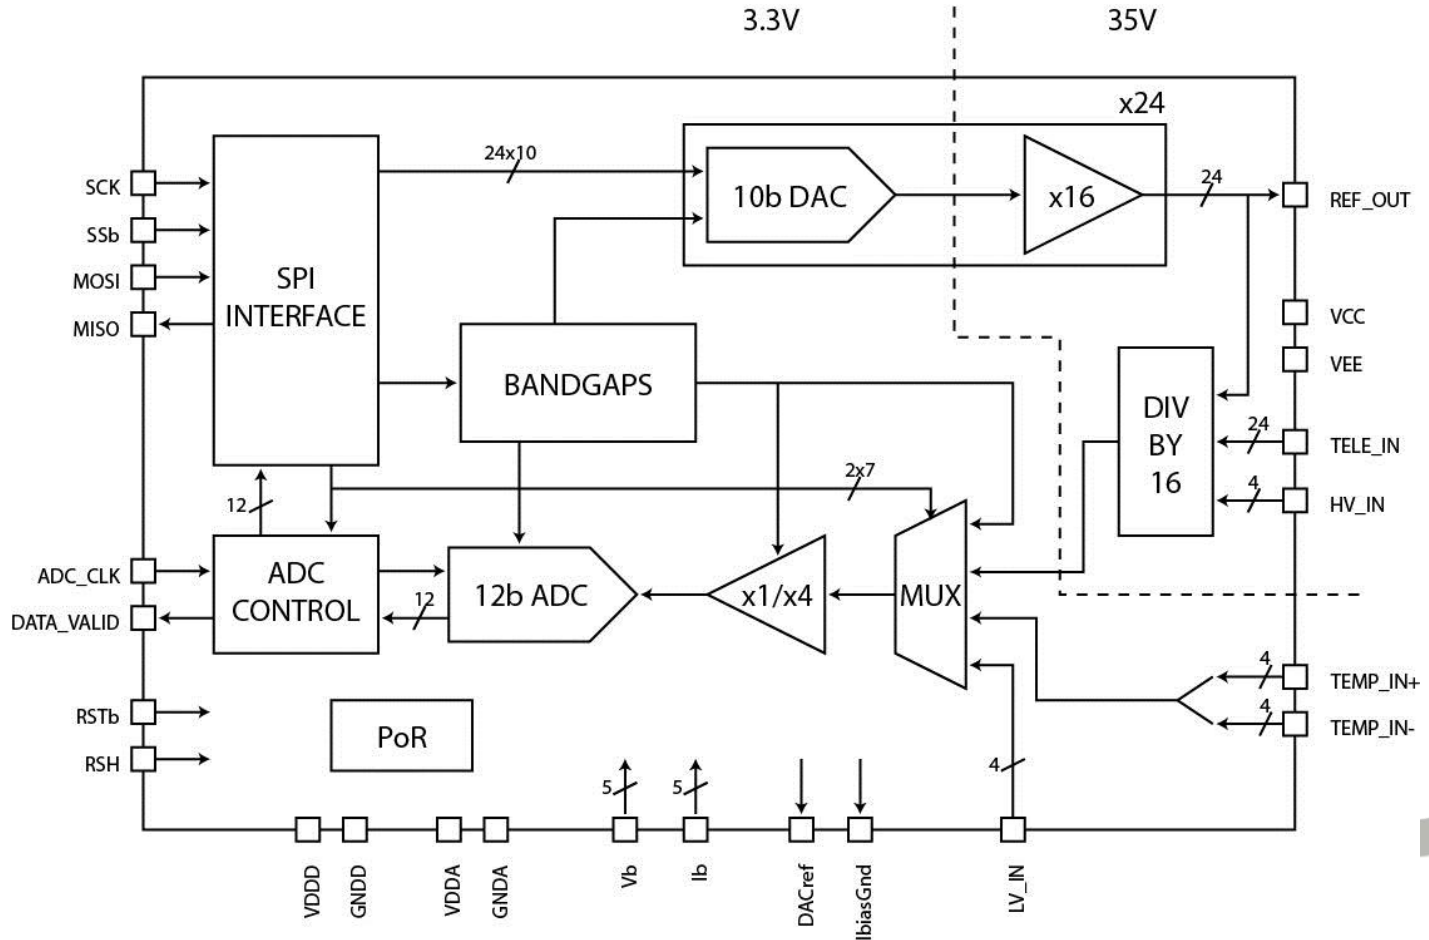 3.3V
35V
x24
24x10
SCK
SSb
MOSI
MISO
SPI
INTERFACE
10b DAC
x16
24
REF_OUT
VCC
VEE
BANDGAPS
DIV
BY
16
24
TELE_IN
4
HV_IN
2x7
12
ADC_CLK
DATA_VALID
ADC
CONTROL
12
12b ADC
x1/x4
MUX
4
TEMP_IN+
4
TEMP_IN-
RSTb
RSH
PoR
5
5
4
VDDD
GNDD
VDDA
GNDA
Vb
Ib
DACref
IbiasGnd
LV_IN